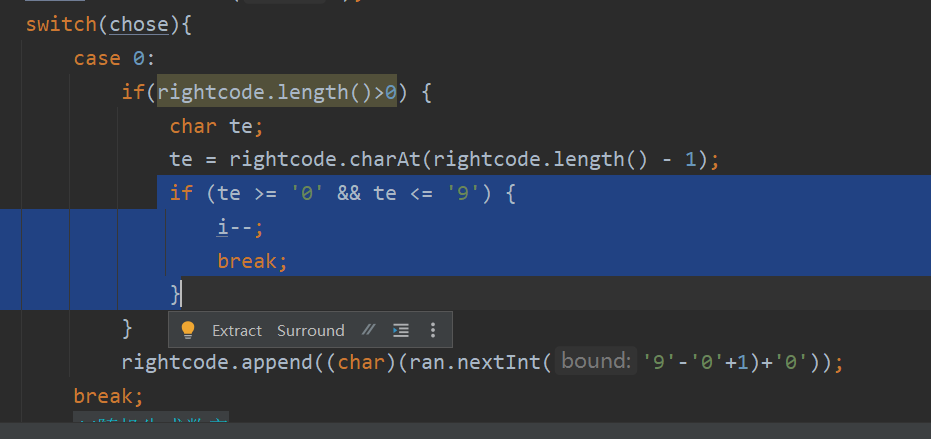 switch(chose){
case 0:
if(rightcode.length()>0) {
char te;
te = rightcode.charAt(rightcode.length() - 1);
if (te >= '0' && te <= '9') {
i--;
break;
}
}
Extract Surround //
rightcode.append((char)(ran.nextInt( bound: '9'-'0'+1)+'0'));
break;